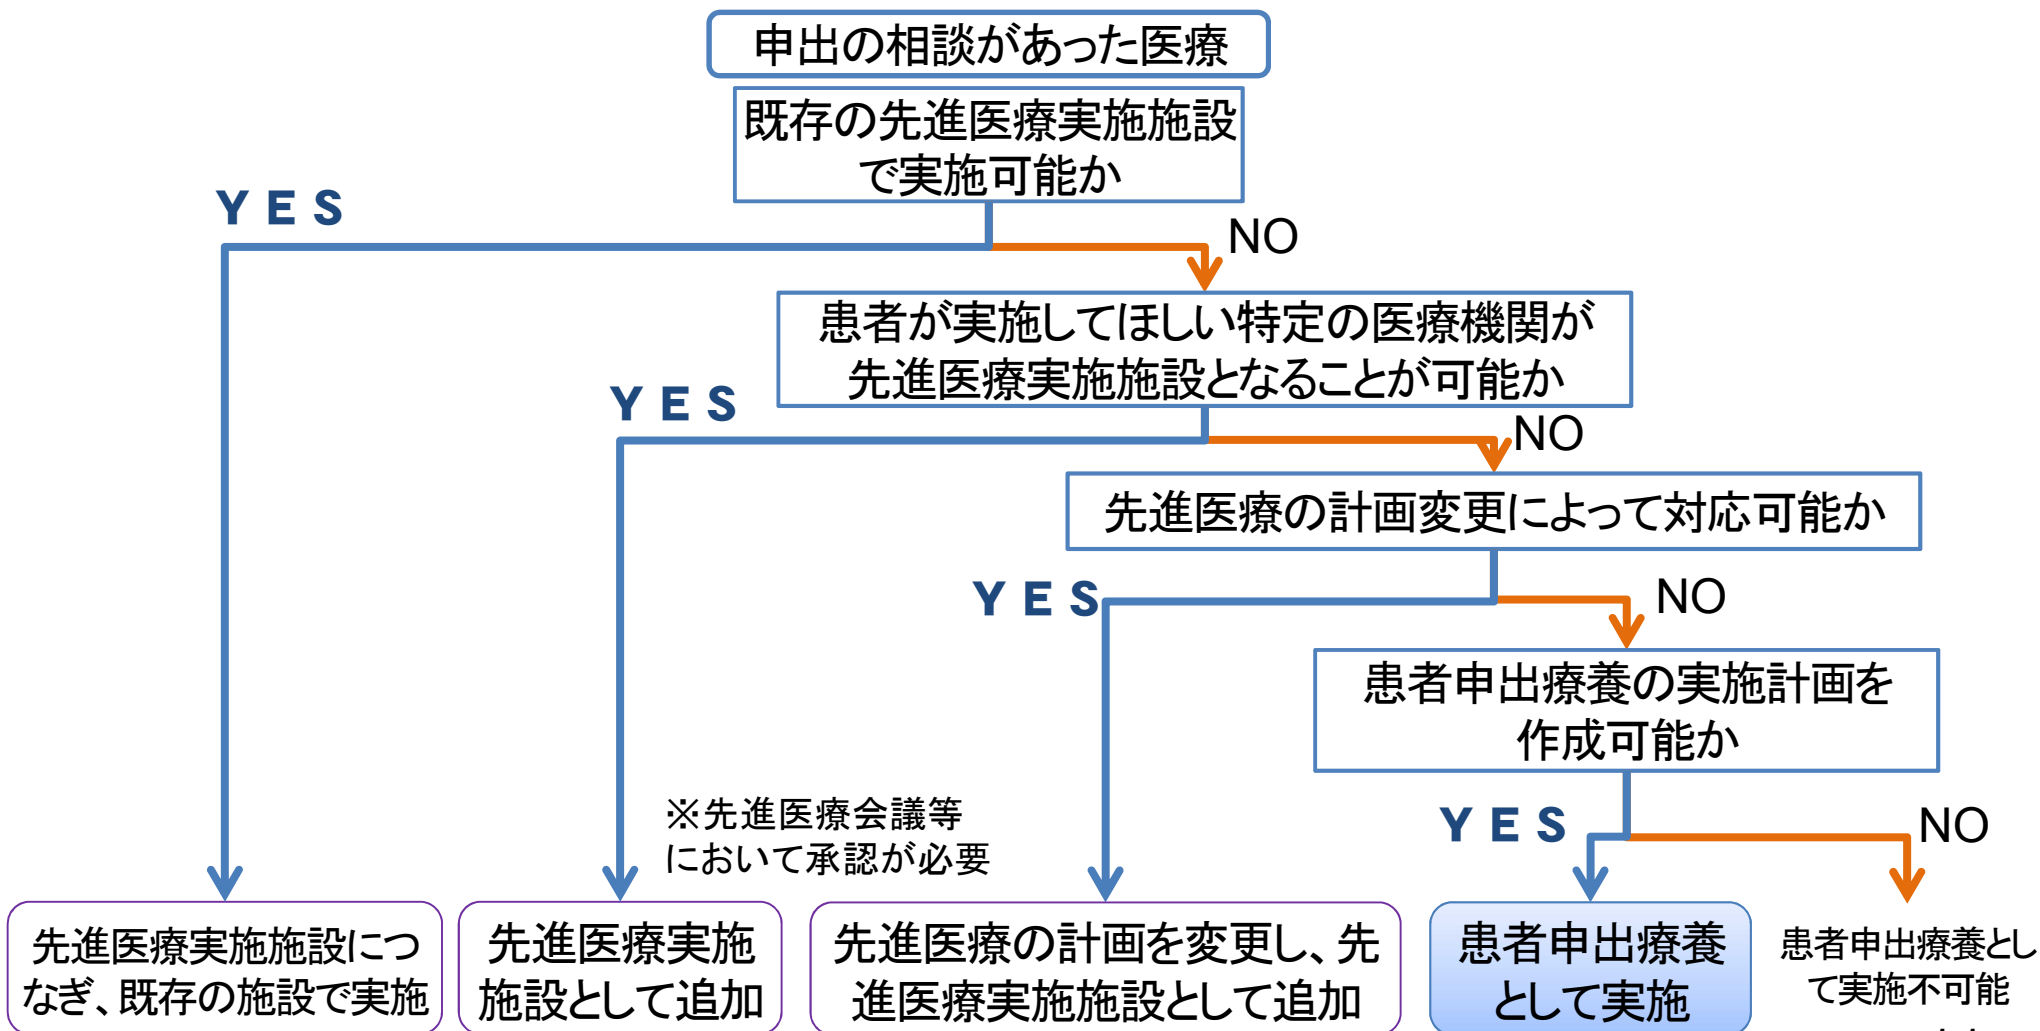 申出の相談があった医療
既存の先進医療実施施設
で実施可能か
YES
NO
患者が実施してほしい特定の医療機関が
先進医療実施施設となることが可能か
YES
NO
先進医療の計画変更によって対応可能か
YES
NO
患者申出療養の実施計画を
作成可能か
YES
NO
※先進医療会議等
において承認が必要
先進医療実施施設につ
なぎ、既存の施設で実施
先進医療実施
施設として追加
先進医療の計画を変更し、先
進医療実施施設として追加
患者申出療養
として実施
患者申出療養とし
て実施不可能